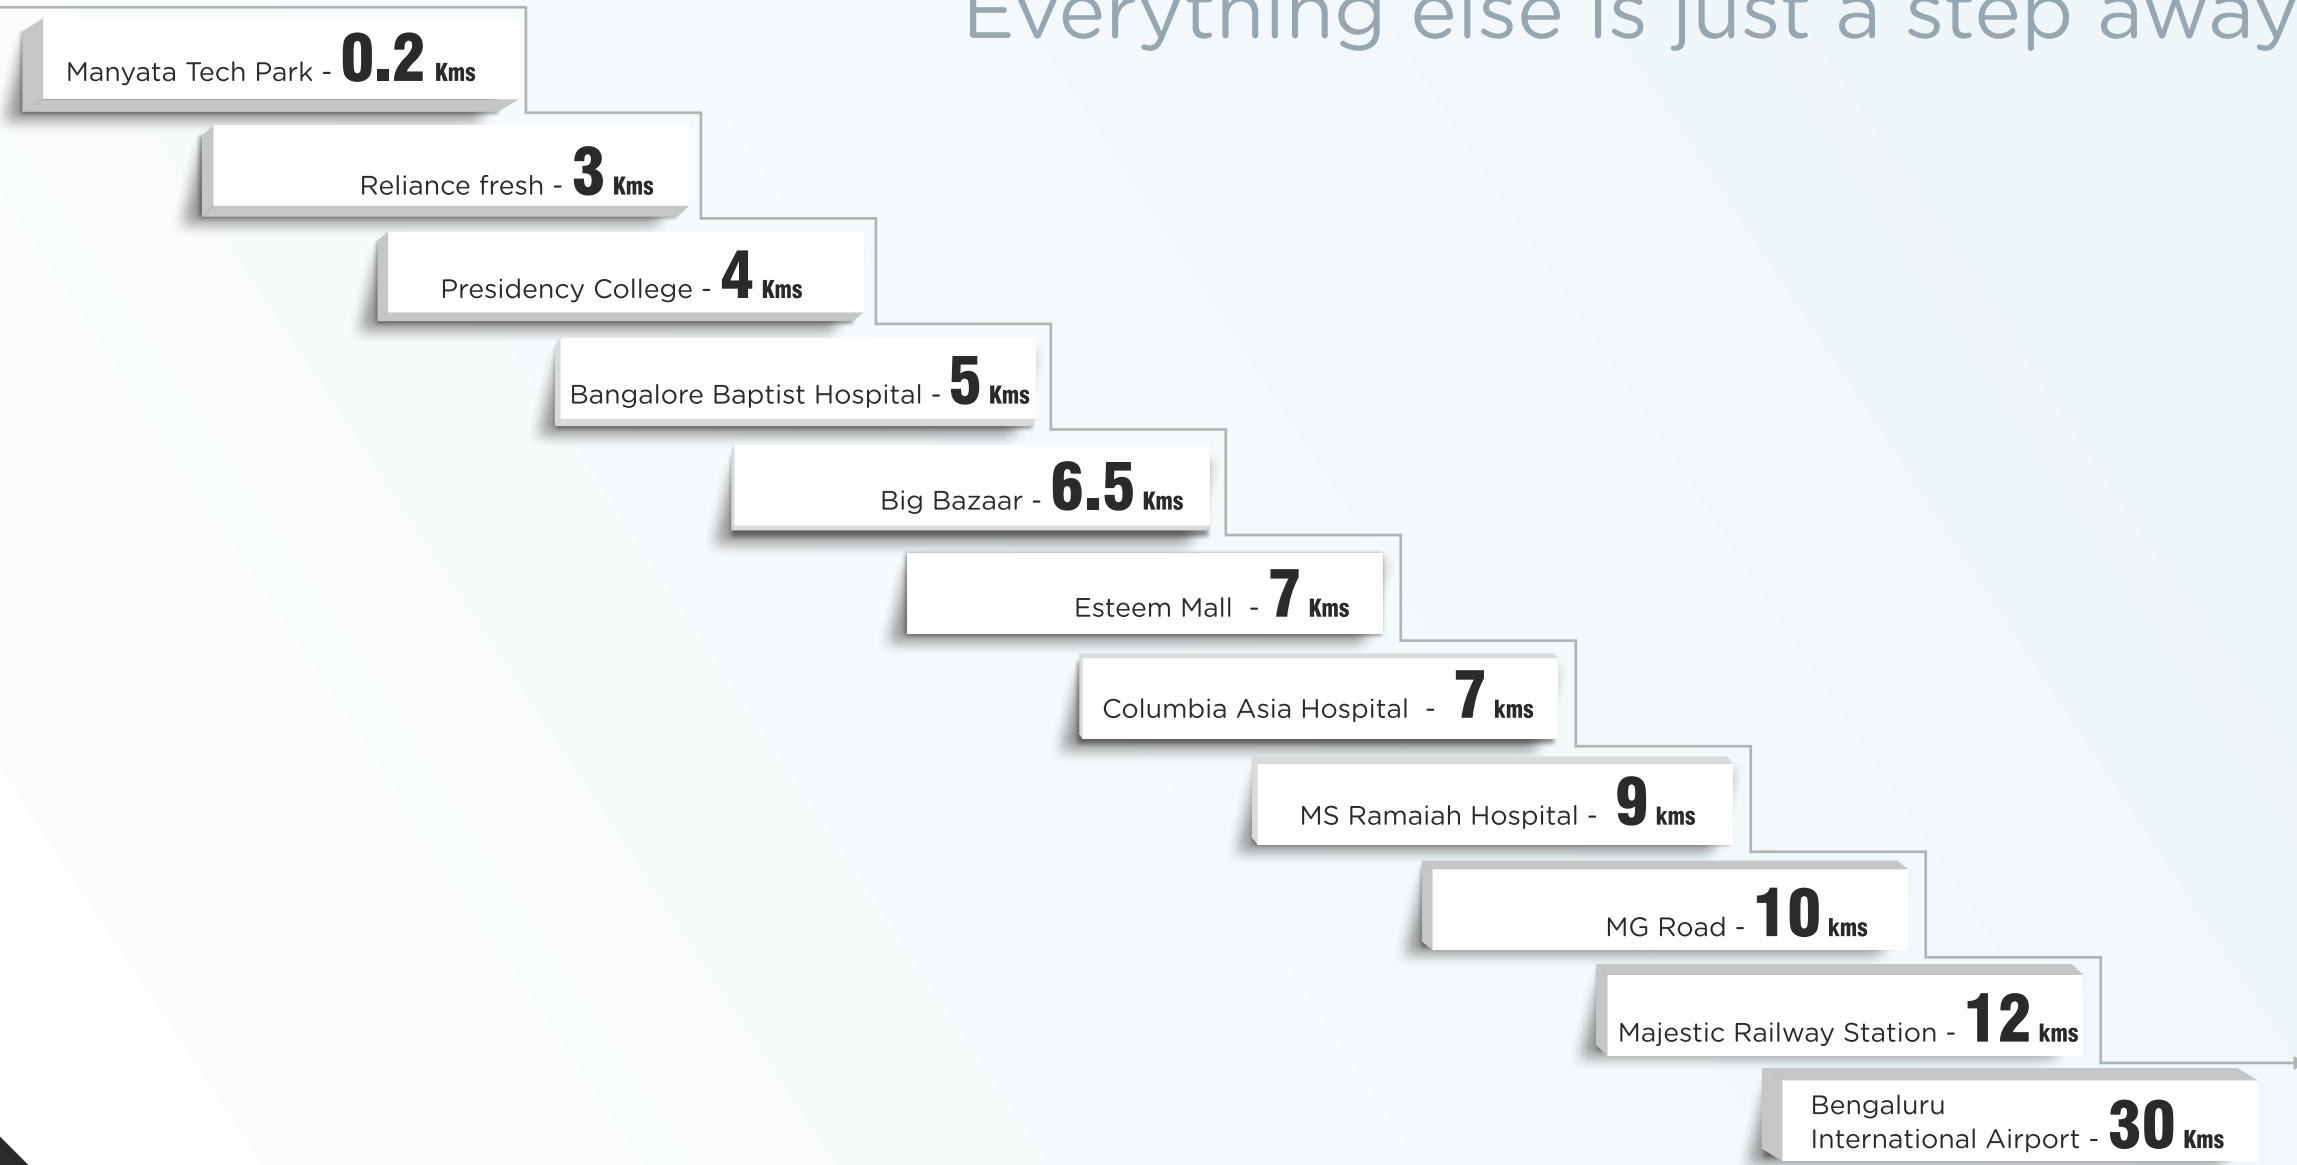 Everything else is just a step away
Manyata Tech Park - 0.2 Kms
Reliance fresh - 3 Kms
Presidency College - 4 Kms
Bangalore Baptist Hospital - 5 Kms
Big Bazaar - 6.5 Kms
Esteem Mall - 7 Kms
Columbia Asia Hospital - 7 kms
MS Ramaiah Hospital - 9 kms
MG Road - 10 kms
Majestic Railway Station - 12 kms
Bengaluru
International Airport - 30 Kms